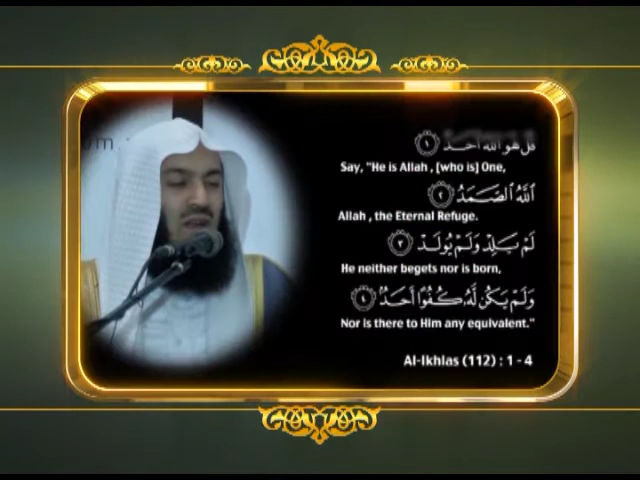 قُلْ هُوَ اللَّهُ أَحَدٌ ﴿١﴾
Say, "He is Allah , [who is] One,
اللَّهُ الصَّمَدُ ﴿٢﴾
Allah , the Eternal Refuge.
لَمْ يَلِدْ وَلَمْ يُولَدْ ﴿٣﴾
He neither begets nor is born,
وَلَمْ يَكُن لَّهُ كُفُوًا أَحَدٌ ﴿٤﴾
Nor is there to Him any equivalent."
Al-Ikhlas (112) : 1 - 4